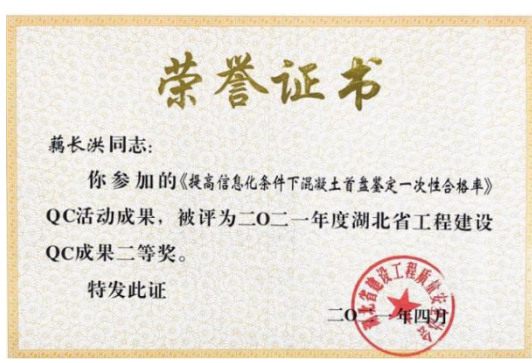 荣誉证书
藕长洪同志：
你参加的《提高信息化条件下混凝土首盘鉴定一次性合格率》
QC活动成果，被评为二〇二一年度湖北省工程建设
QC成果二等奖。
特发此证
二〇二一年四月